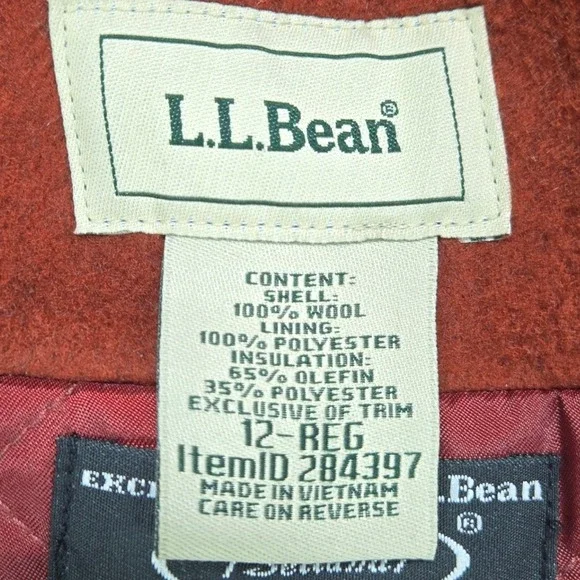 L.L.Bean®
CONTENT:
SHELL:
100% WOOL
LINING:
100% POLYESTER
INSULATION:
65% OLEFIN
35% POLYESTER
EXCLUSIVE OF TRIM
12-REG
ItemID 284397
MADE IN VIETNAM
CARE ON REVERSE
L.Bean
®